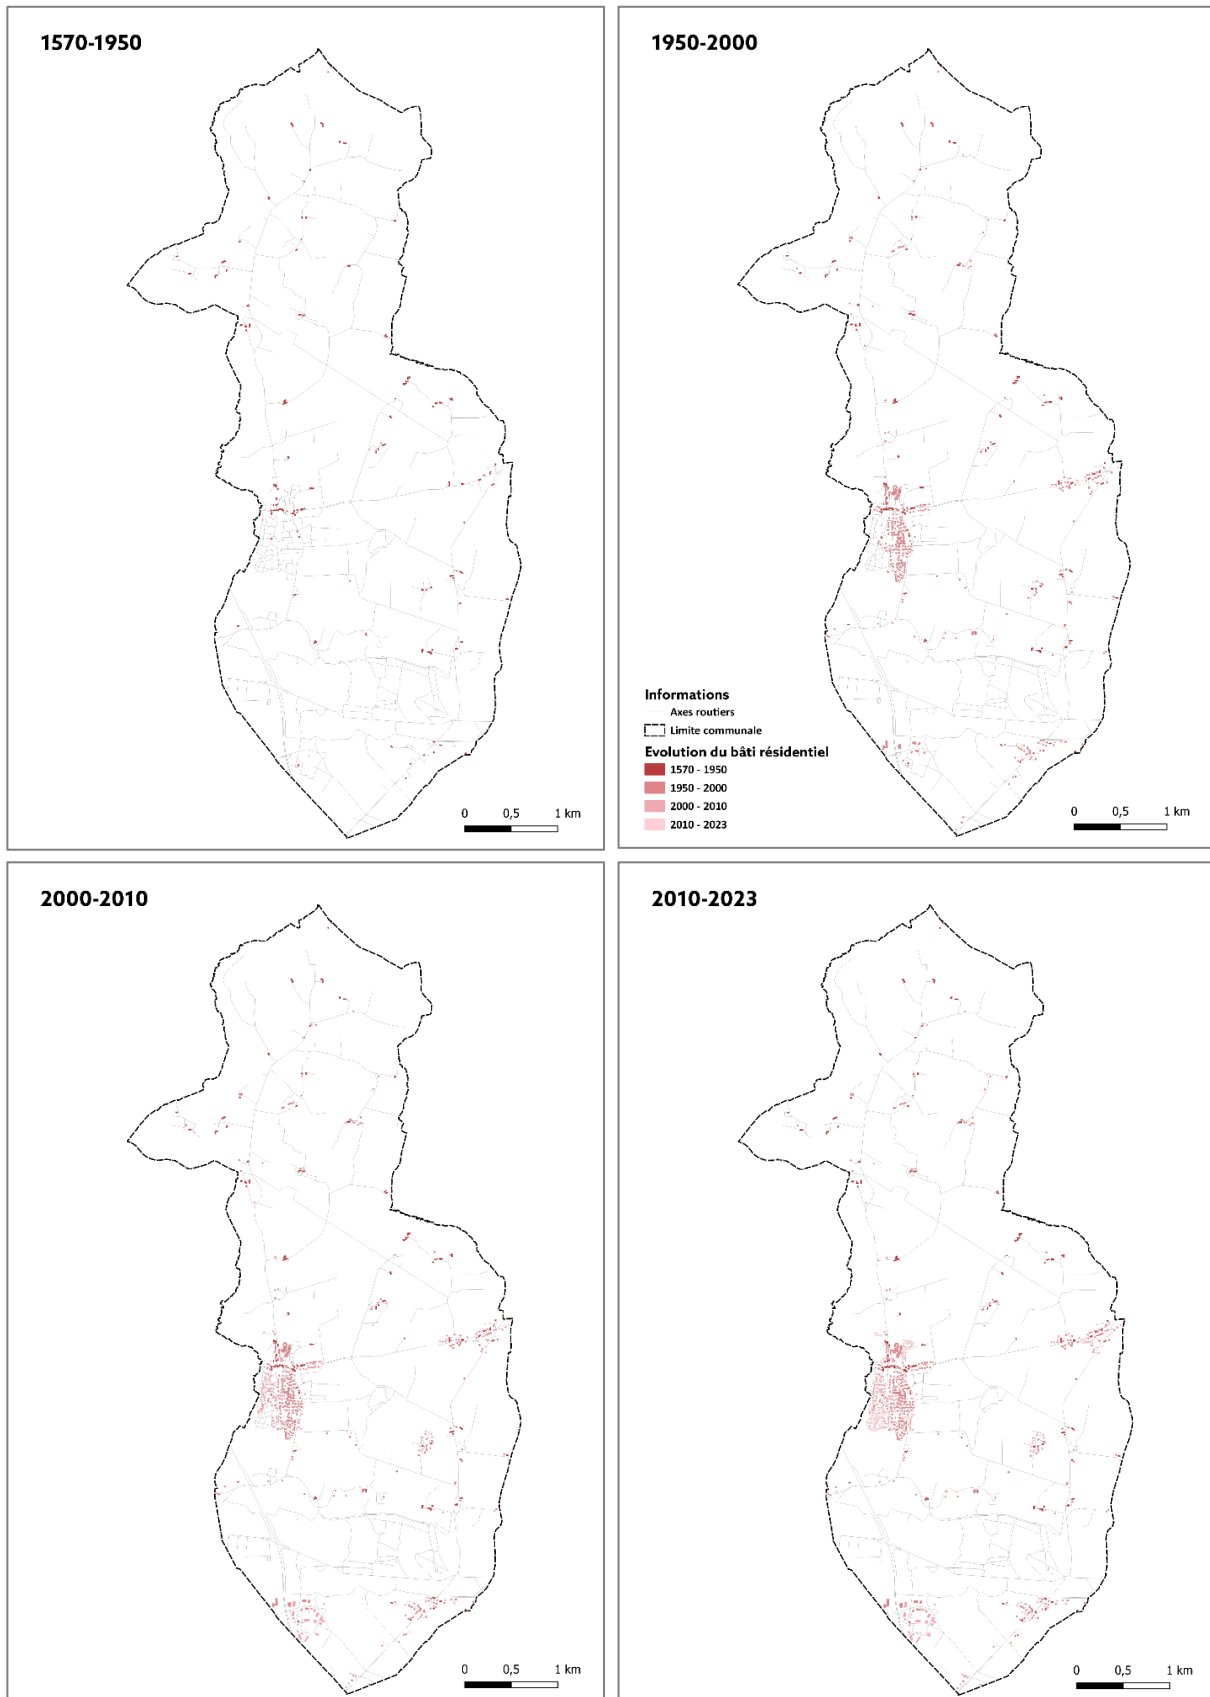 1570-1950
0 0,5 1 km
1950-2000
Informations
Axes routiers
Limite communale
Evolution du bâti résidentiel
1570 - 1950
1950 - 2000
2000 - 2010
2010 - 2023
0 0,5 1 km
2000-2010
0 0,5 1 km
2010-2023
0 0,5 1 km